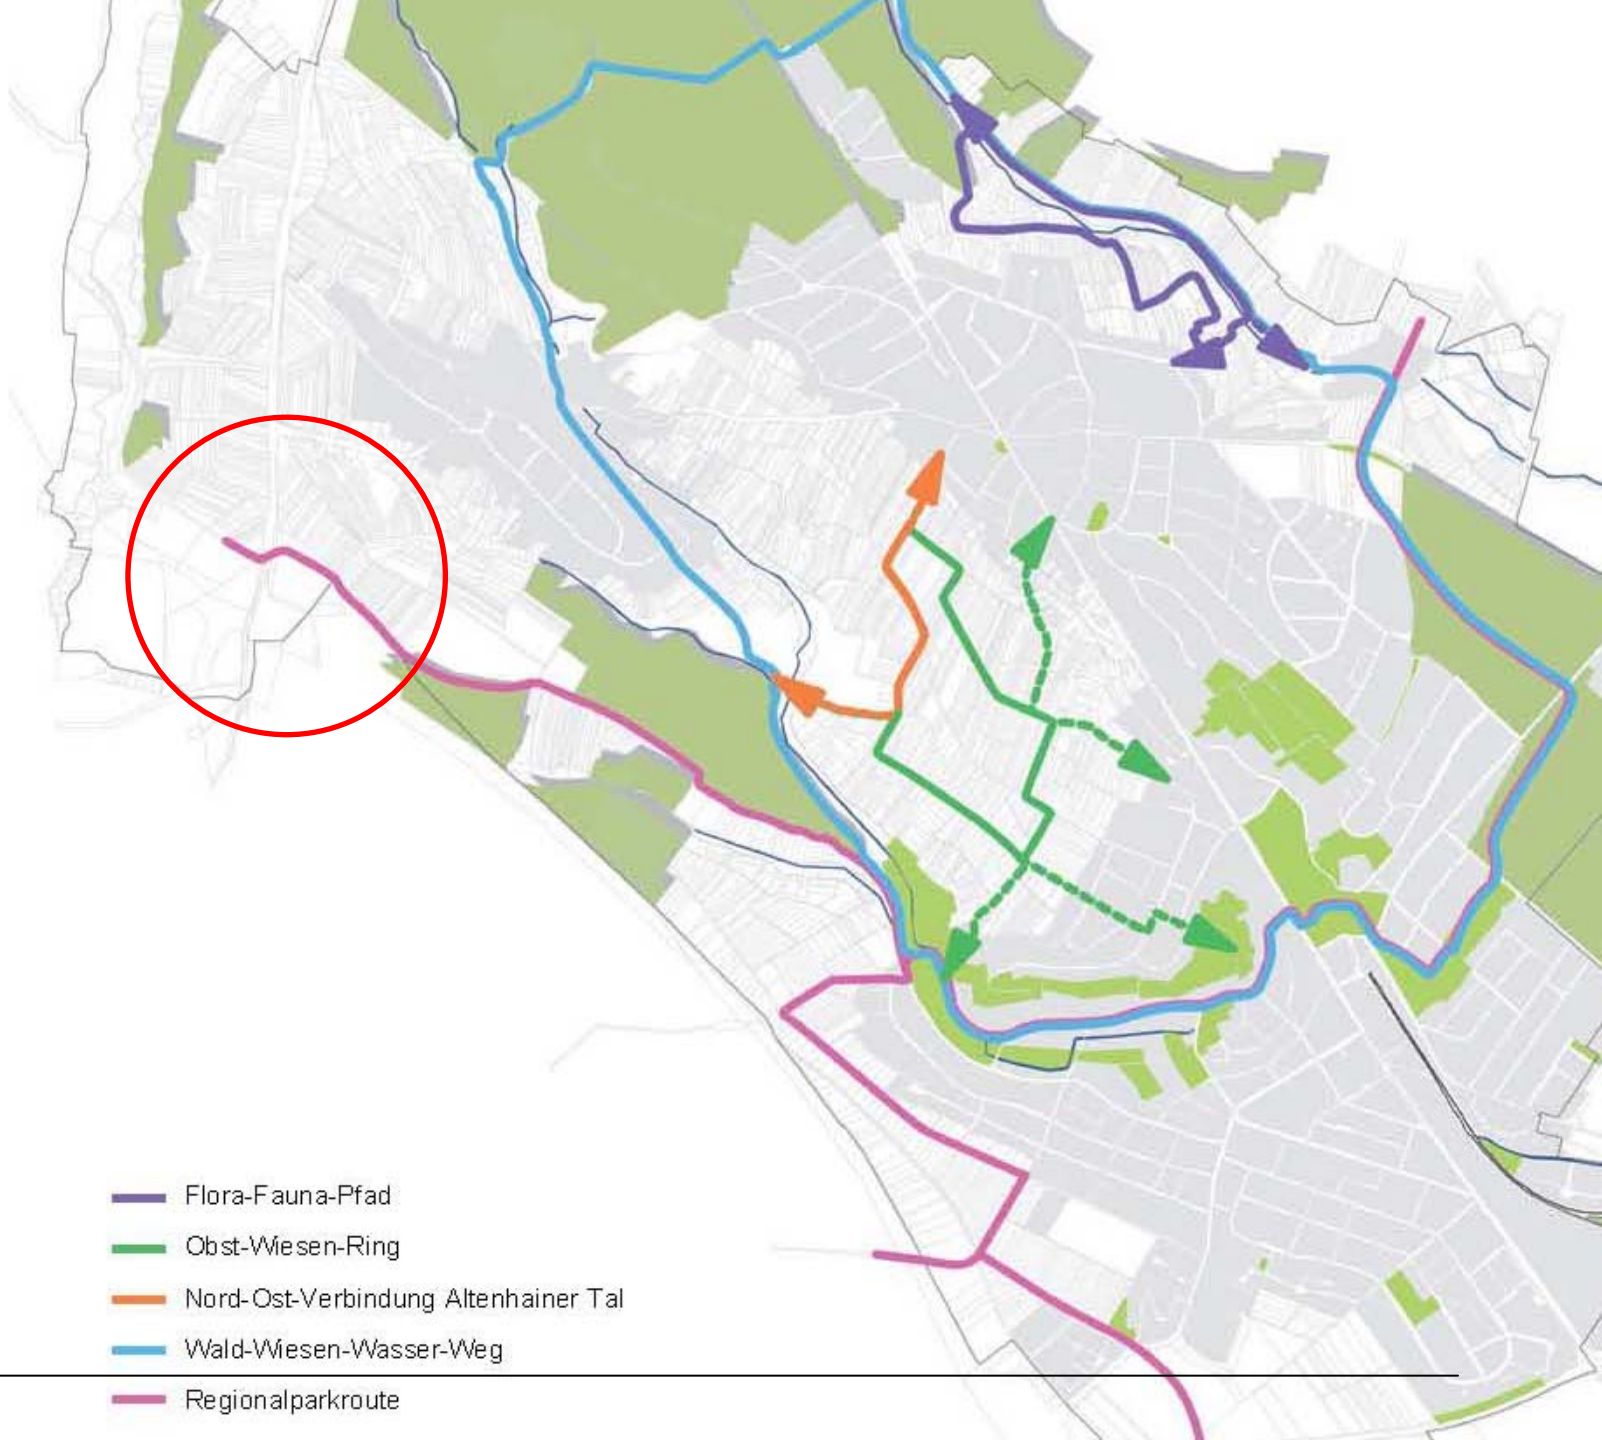 Flora-Fauna-Pfad
Obst-Wiesen-Ring
Nord-Ost-Verbindung Altenhainer Tal
Wald-Wiesen-Wasser-Weg
Regionalparkroute